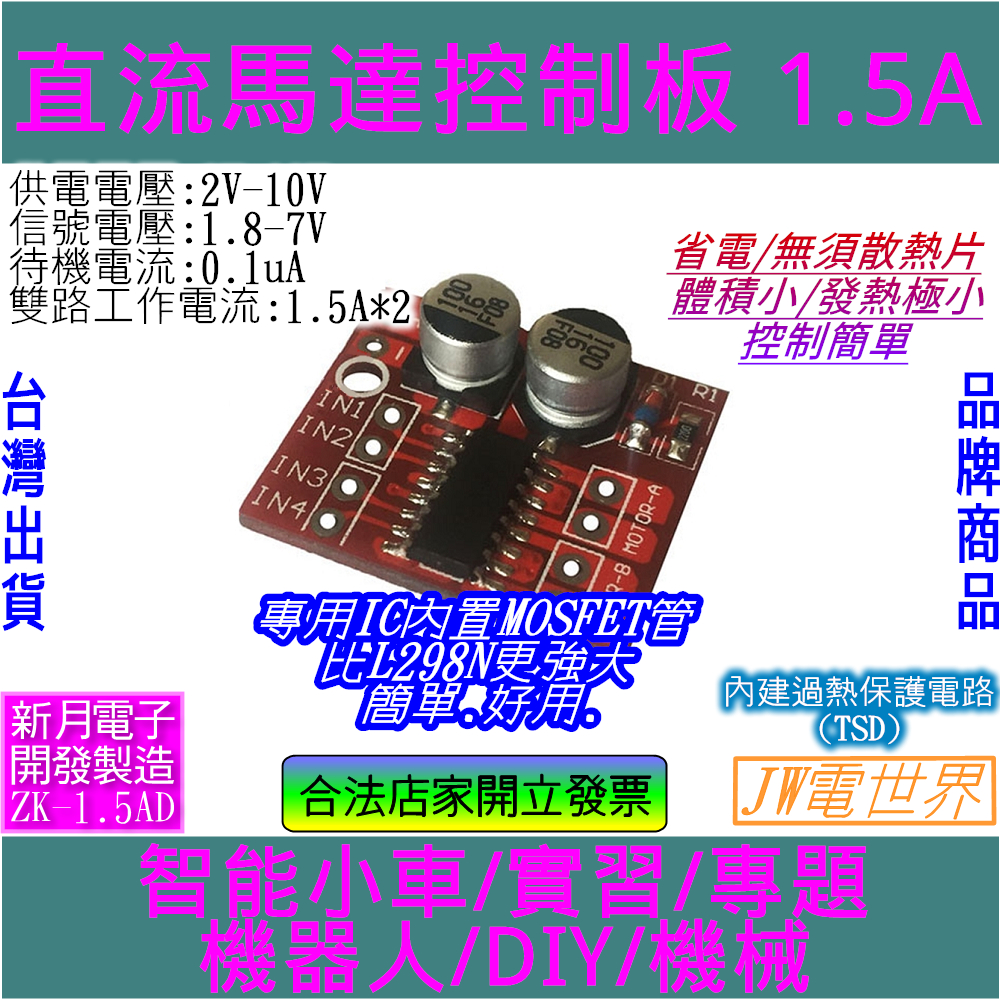 直流馬達控制板 1.5A
供電電壓:2V-10V
信號電壓:1.8-7V
待機電流:0.1uA
雙路工作電流:1.5A*2
省電/無須散熱片
體積小/發熱極小
控制簡單
台灣出貨
品牌商品
100
16
F08
100
16
F08
D1
R1
IN1
IN2
IN3
IN4
MOTOR-A
R-B
專用IC內置MOSFET管
比L298N更強大
簡單.好用.
新月電子
開發製造
ZK-1.5AD
內建過熱保護電路
(TSD)
合法店家開立發票
JW電世界
智能小車/實習/專題
機器人/DIY/機械